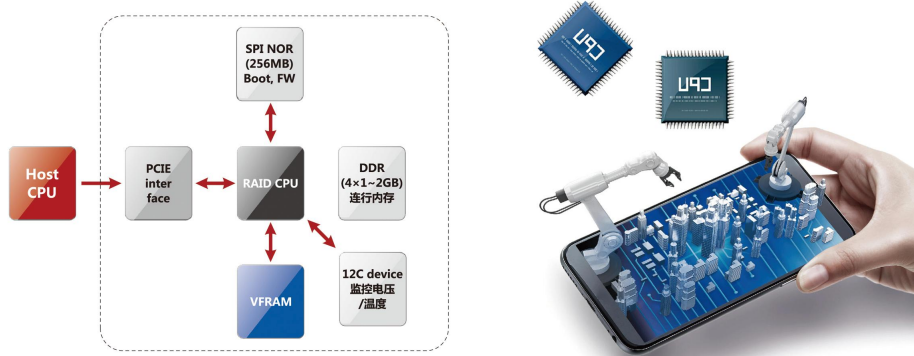 SPI NOR
(256MB)
Boot, FW
Host
CPU
PCIE
inter
face
RAID CPU
DDR
(4×1~2GB)
连行内存
VFRAM
12C device
监控电压
/温度
CPU
CPU